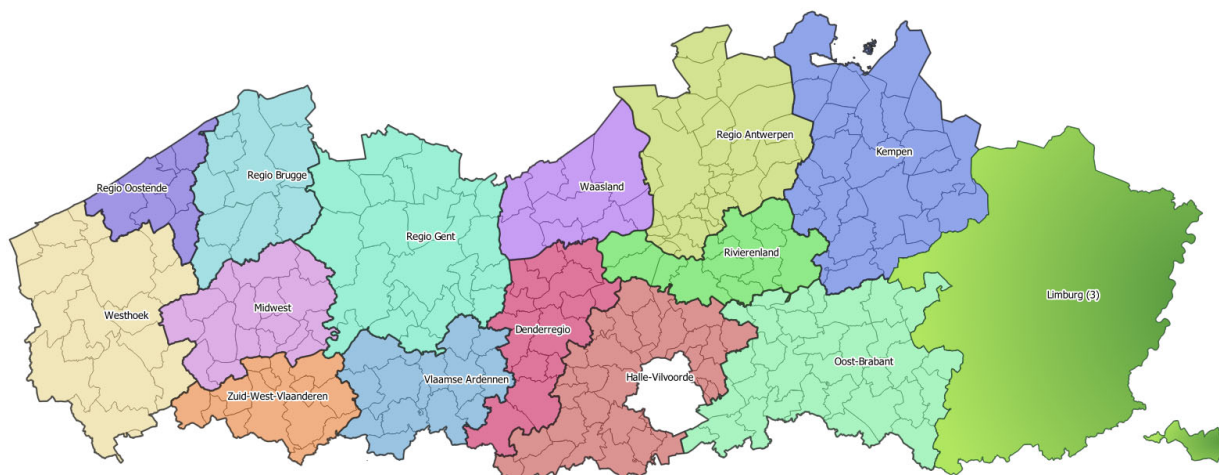 Regio Antwerpen
Kempen
Regio Brugge
Regio Oostende
Waasland
Regio Gent
Rivierenland
Limburg (3)
Midwest
Westhoek
Denderregio
Oost-Brabant
Vlaamse Ardennen
Halle-Vilvoorde
Zuid-West-Vlaanderen